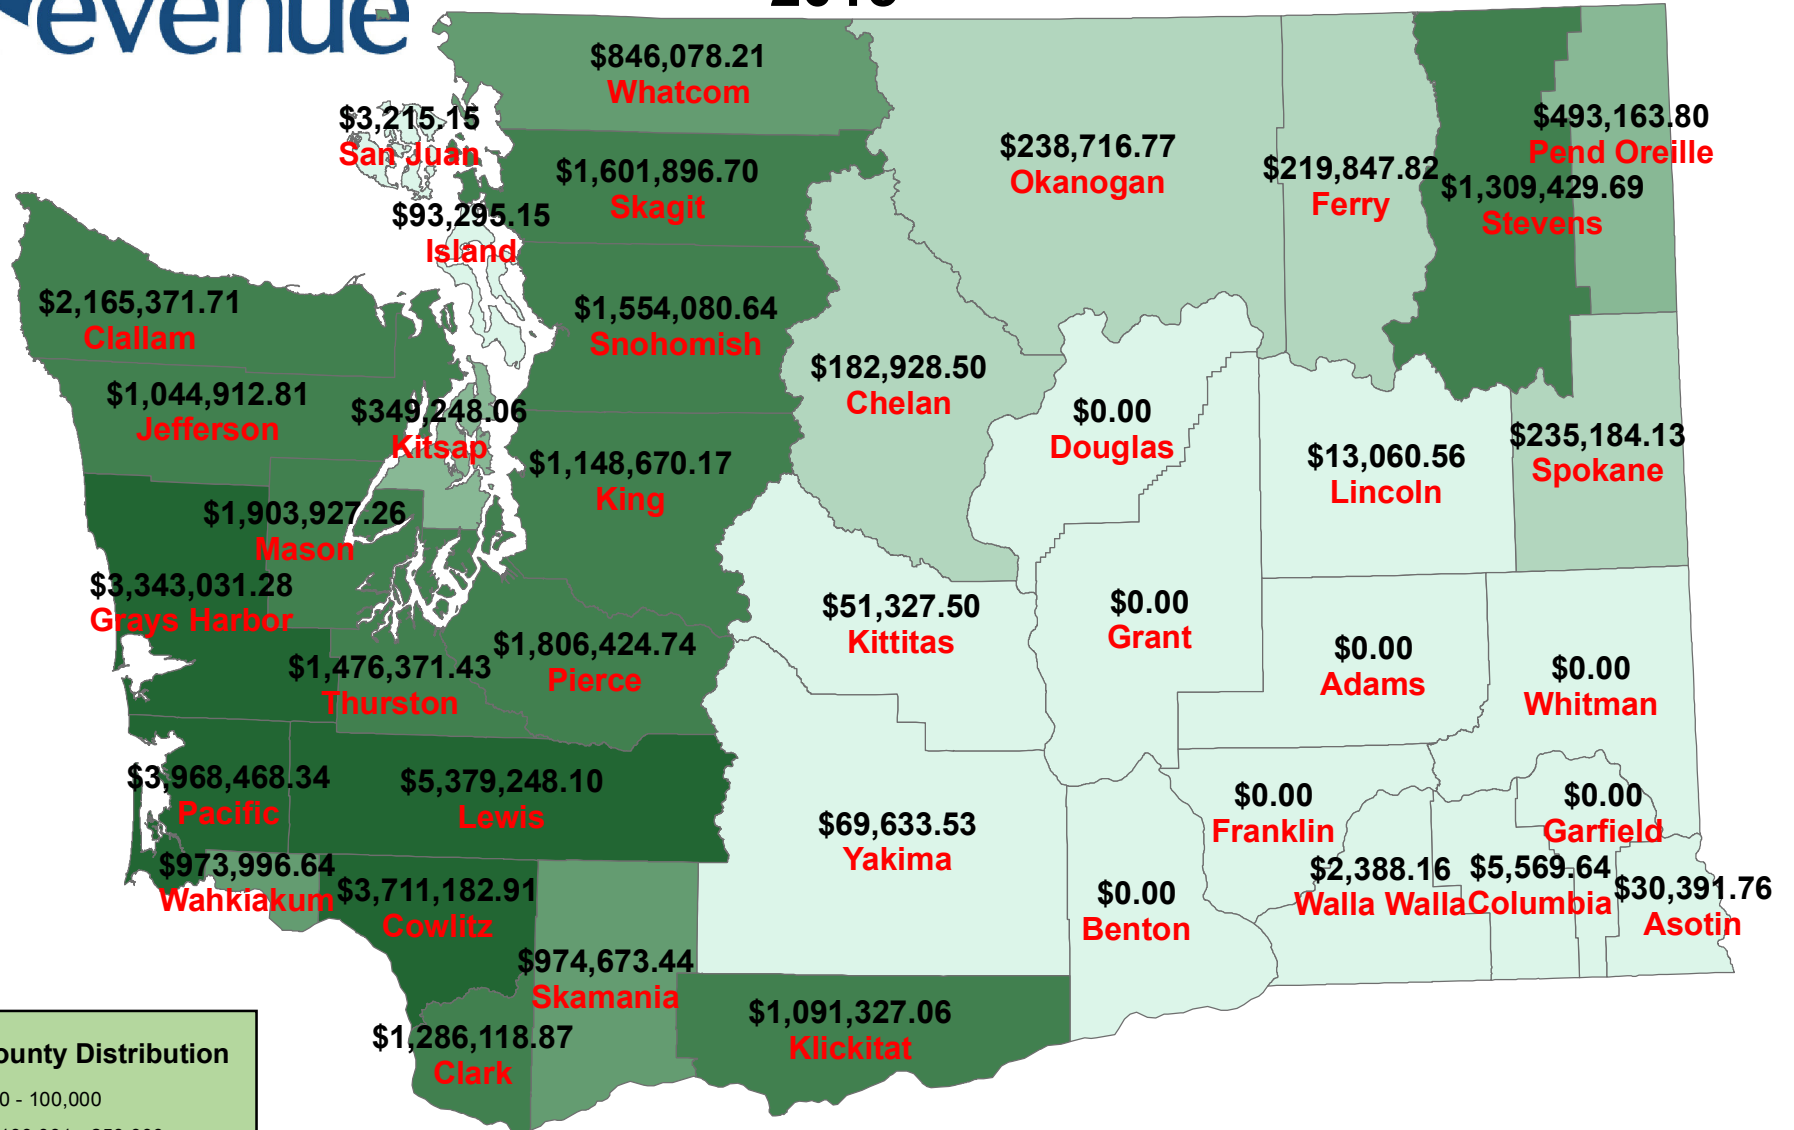 evenue
$846,078.21
Whatcom
$3,215.15
San Juan
$1,601,896.70
Skagit
$93,295.15
Island
$238,716.77
Okanogan
$219,847.82
Ferry
$493,163.80
Pend Oreille
$1,309,429.69
Stevens
$2,165,371.71
Clallam
$1,554,080.64
Snohomish
$1,044,912.81
Jefferson
$349,248.06
Kitsap
$182,928.50
Chelan
$0.00
Douglas
$13,060.56
Lincoln
$235,184.13
Spokane
$1,148,670.17
King
$1,903,927.26
Mason
$3,343,031.28
Grays Harbor
$51,327.50
Kittitas
$0.00
Grant
$0.00
Adams
$0.00
Whitman
$1,476,371.43
Thurston
$1,806,424.74
Pierce
$3,968,468.34
Pacific
$5,379,248.10
Lewis
$69,633.53
Yakima
$0.00
Franklin
$0.00
Garfield
$973,996.64
Wahkiakum
$3,711,182.91
Cowlitz
$0.00
Benton
$2,388.16
Walla Walla
$5,569.64
Columbia
$30,391.76
Asotin
$974,673.44
Skamania
$1,286,118.87
Clark
$1,091,327.06
Klickitat
ounty Distribution
0 - 100,000